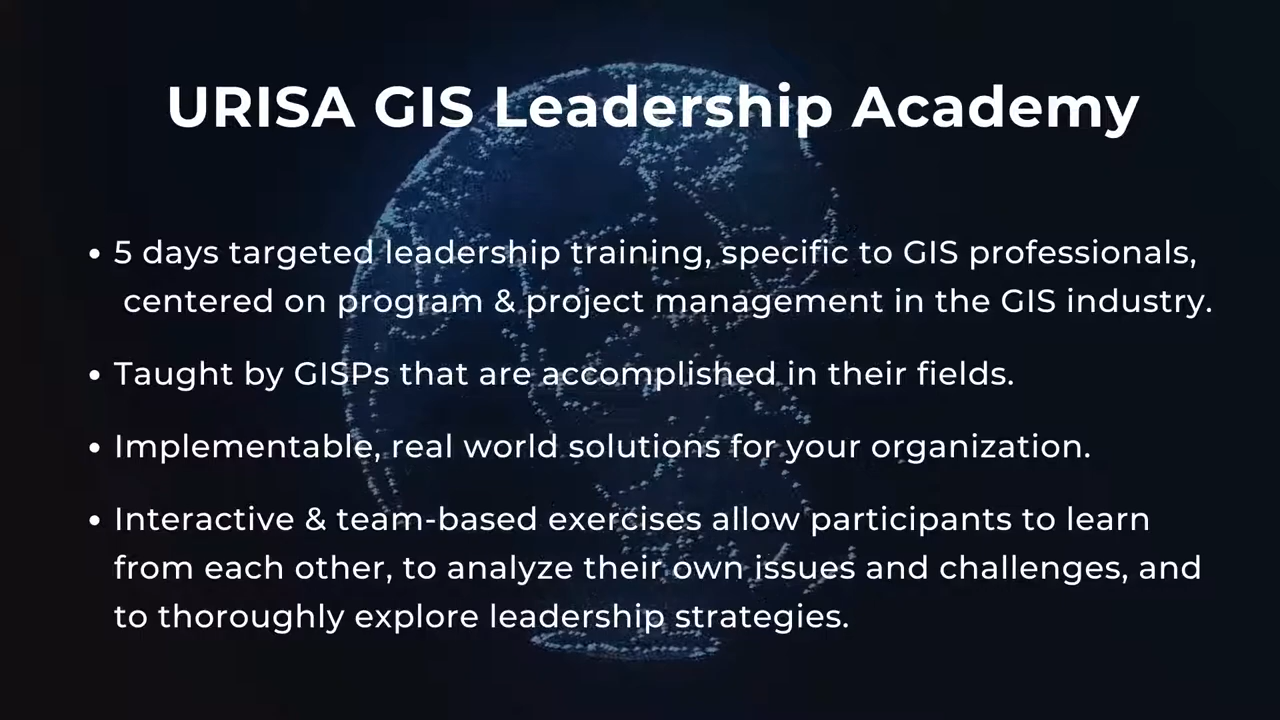 URISA GIS Leadership Academy
• 5 days targeted leadership training, specific to GIS professionals,
centered on program & project management in the GIS industry.
• Taught by GISPs that are accomplished in their fields.
• Implementable, real world solutions for your organization.
• Interactive & team-based exercises allow participants to learn
from each other, to analyze their own issues and challenges, and
to thoroughly explore leadership strategies.